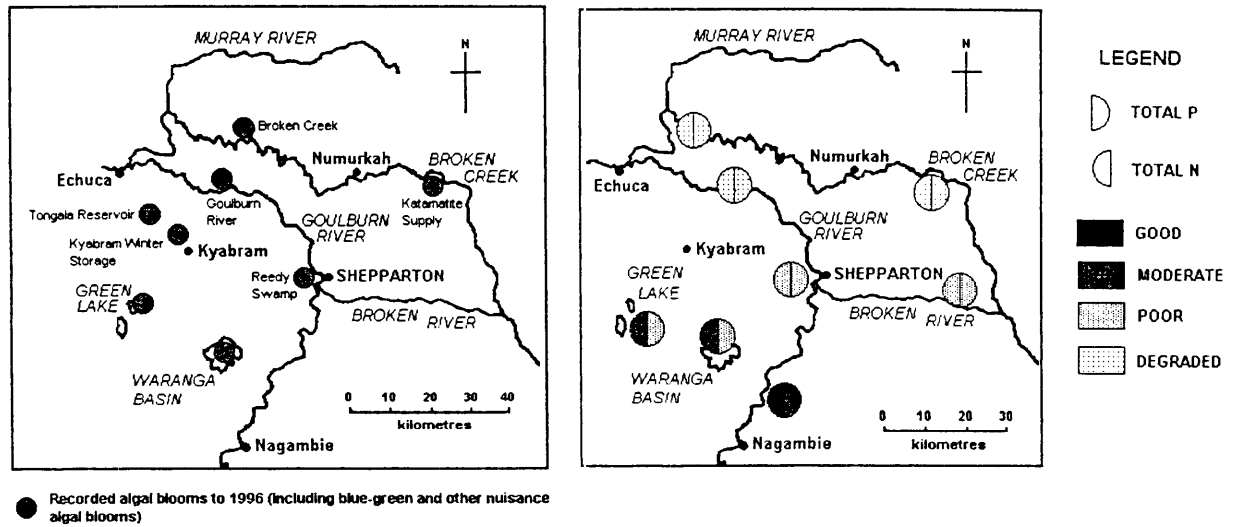 MURRAY RIVER
N
Broken Creek
Numurkah
BROKEN
CREEK
Echuca
Goulburn
River
Katamatite
Supply
Tongala Reservoir
GOULBURN
RIVER
Kyabram Winter
Storage
Kyabram
Reedy
Swamp
SHEPPARTON
GREEN
LAKE
BROKEN RIVER
WARANGA
BASIN
0 10 20 30 40
kilometres
Nagambie
Recorded algal blooms to 1996 (including blue-green and other nuisance
algal blooms)
MURRAY RIVER
N
Numurkah
BROKEN
CREEK
Echuca
GOULBURN
RIVER
Kyabram
SHEPPARTON
GREEN
LAKE
BROKEN RIVER
WARANGA
BASIN
0 10 20 30
kilometres
Nagambie
LEGEND
TOTAL P
TOTAL N
GOOD
MODERATE
POOR
DEGRADED